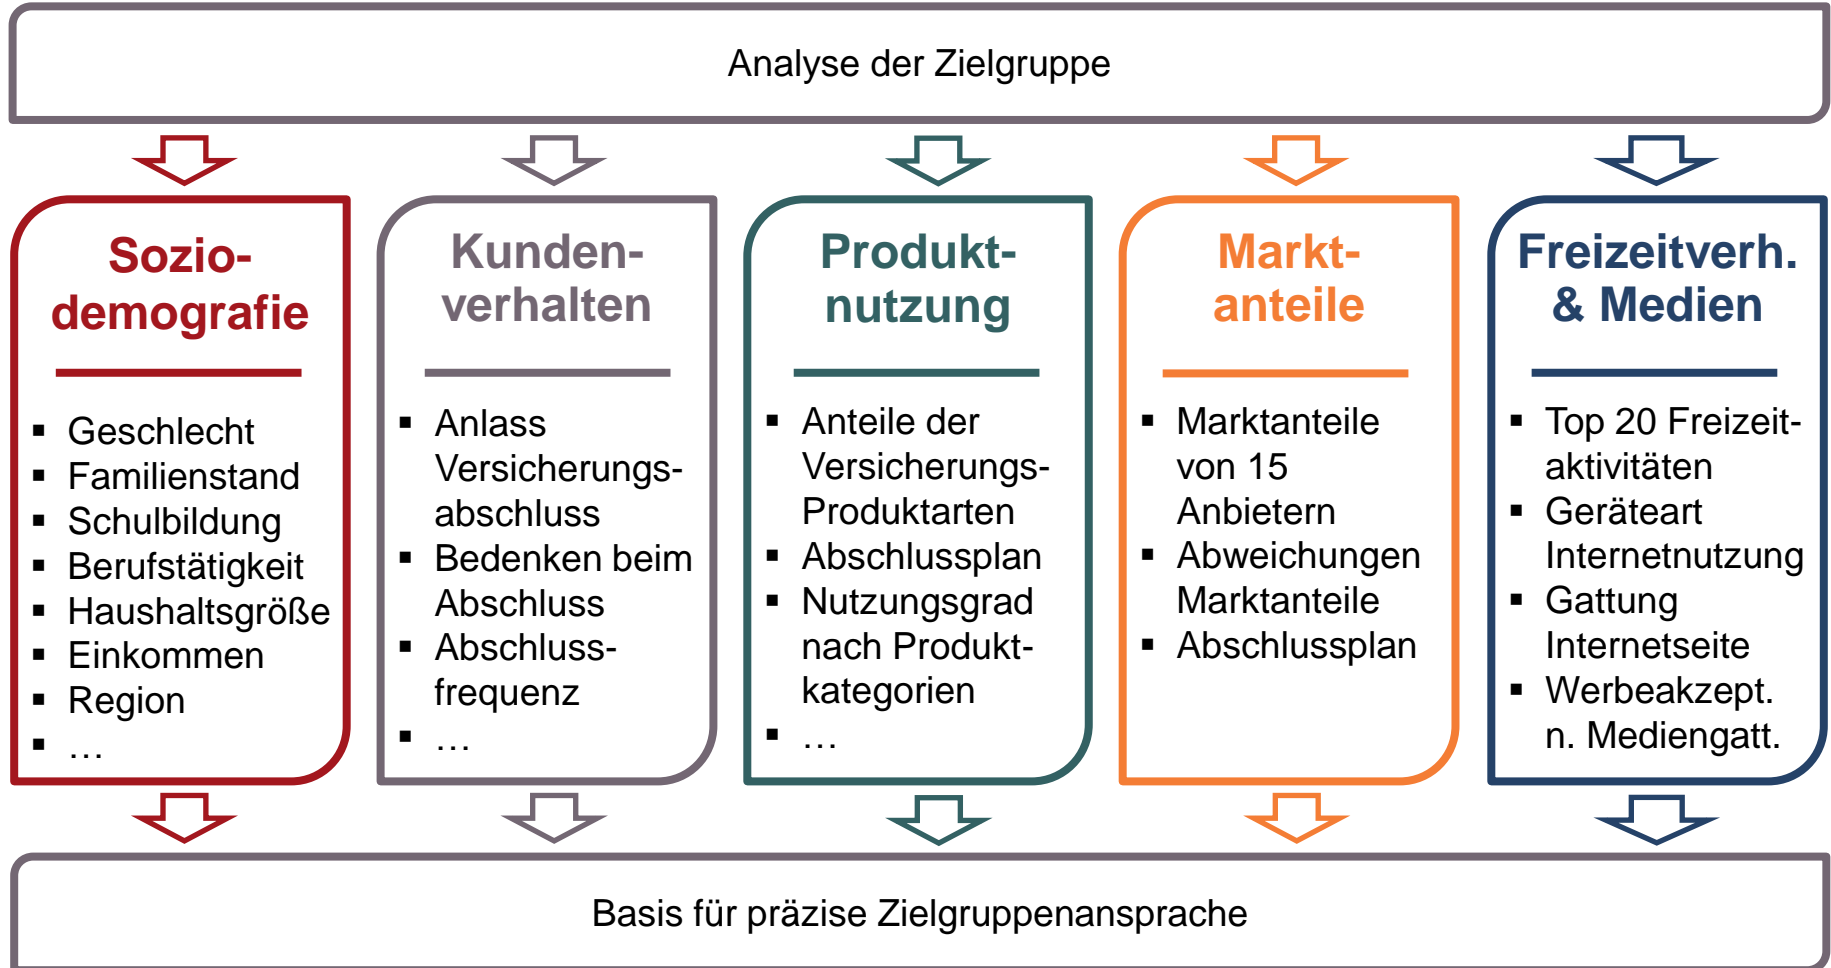 Analyse der Zielgruppe
Sozio-
demografie
Geschlecht
Familienstand
Schulbildung
Berufstätigkeit
Haushaltsgröße
Einkommen
Region
…
Kunden-
verhalten
Anlass
Versicherungs-
abschluss
Bedenken beim
Abschluss
Abschluss-
frequenz
…
Produkt-
nutzung
Anteile der
Versicherungs-
Produktarten
Abschlussplan
Nutzungsgrad
nach Produkt-
kategorien
…
Markt-
anteile
Marktanteile
von 15
Anbietern
Abweichungen
Marktanteile
Abschlussplan
Freizeitverh.
& Medien
Top 20 Freizeit-
aktivitäten
Geräteart
Internetnutzung
Gattung
Internetseite
Werbeakzept.
n. Mediengatt.
Basis für präzise Zielgruppenansprache